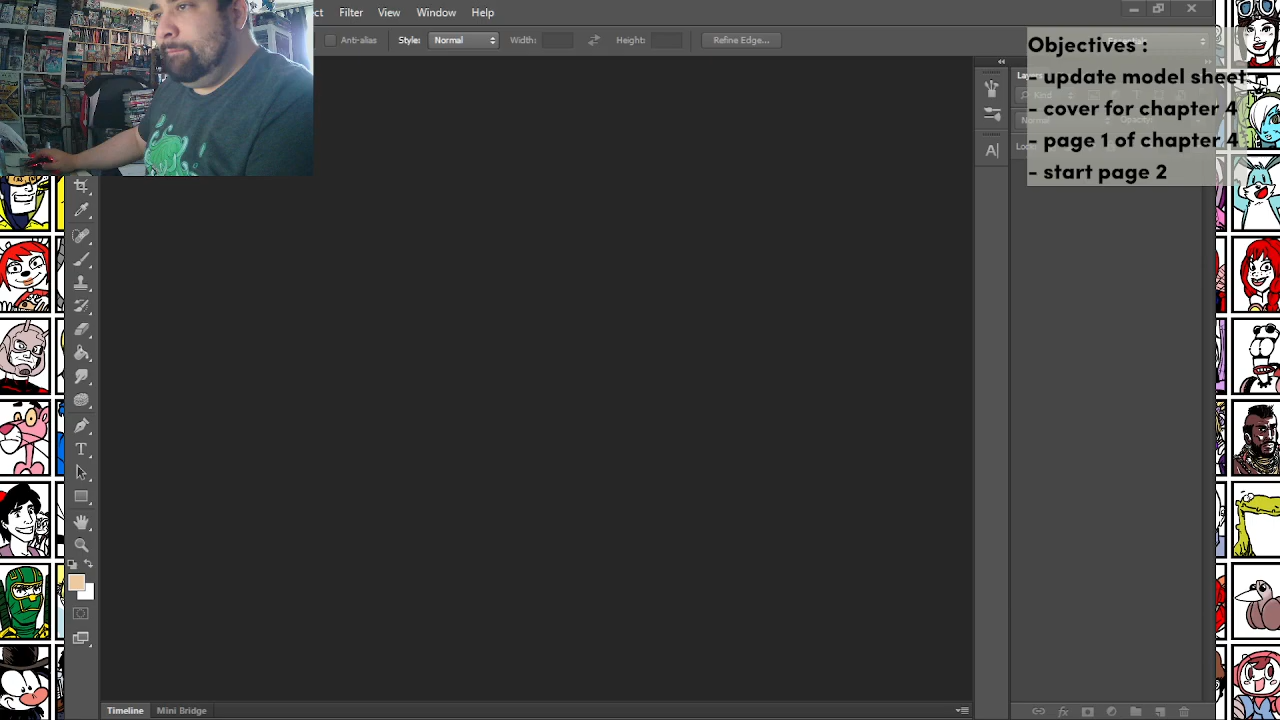 Filter View Window Help
Anti-alias Style: Normal Width: Height: Refine Edge...
Objectives :
- update model sheet
- cover for chapter 4
- page 1 of chapter 4
- start page 2
Timeline Mini Bridge